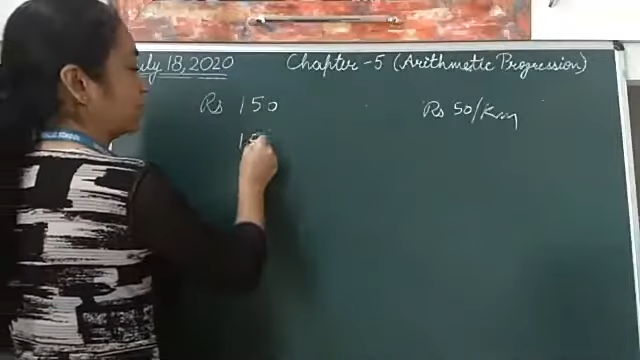 July 18, 2020 Chapter-5 (Arithmetic Progression)
Rs 150 Rs 50/Km